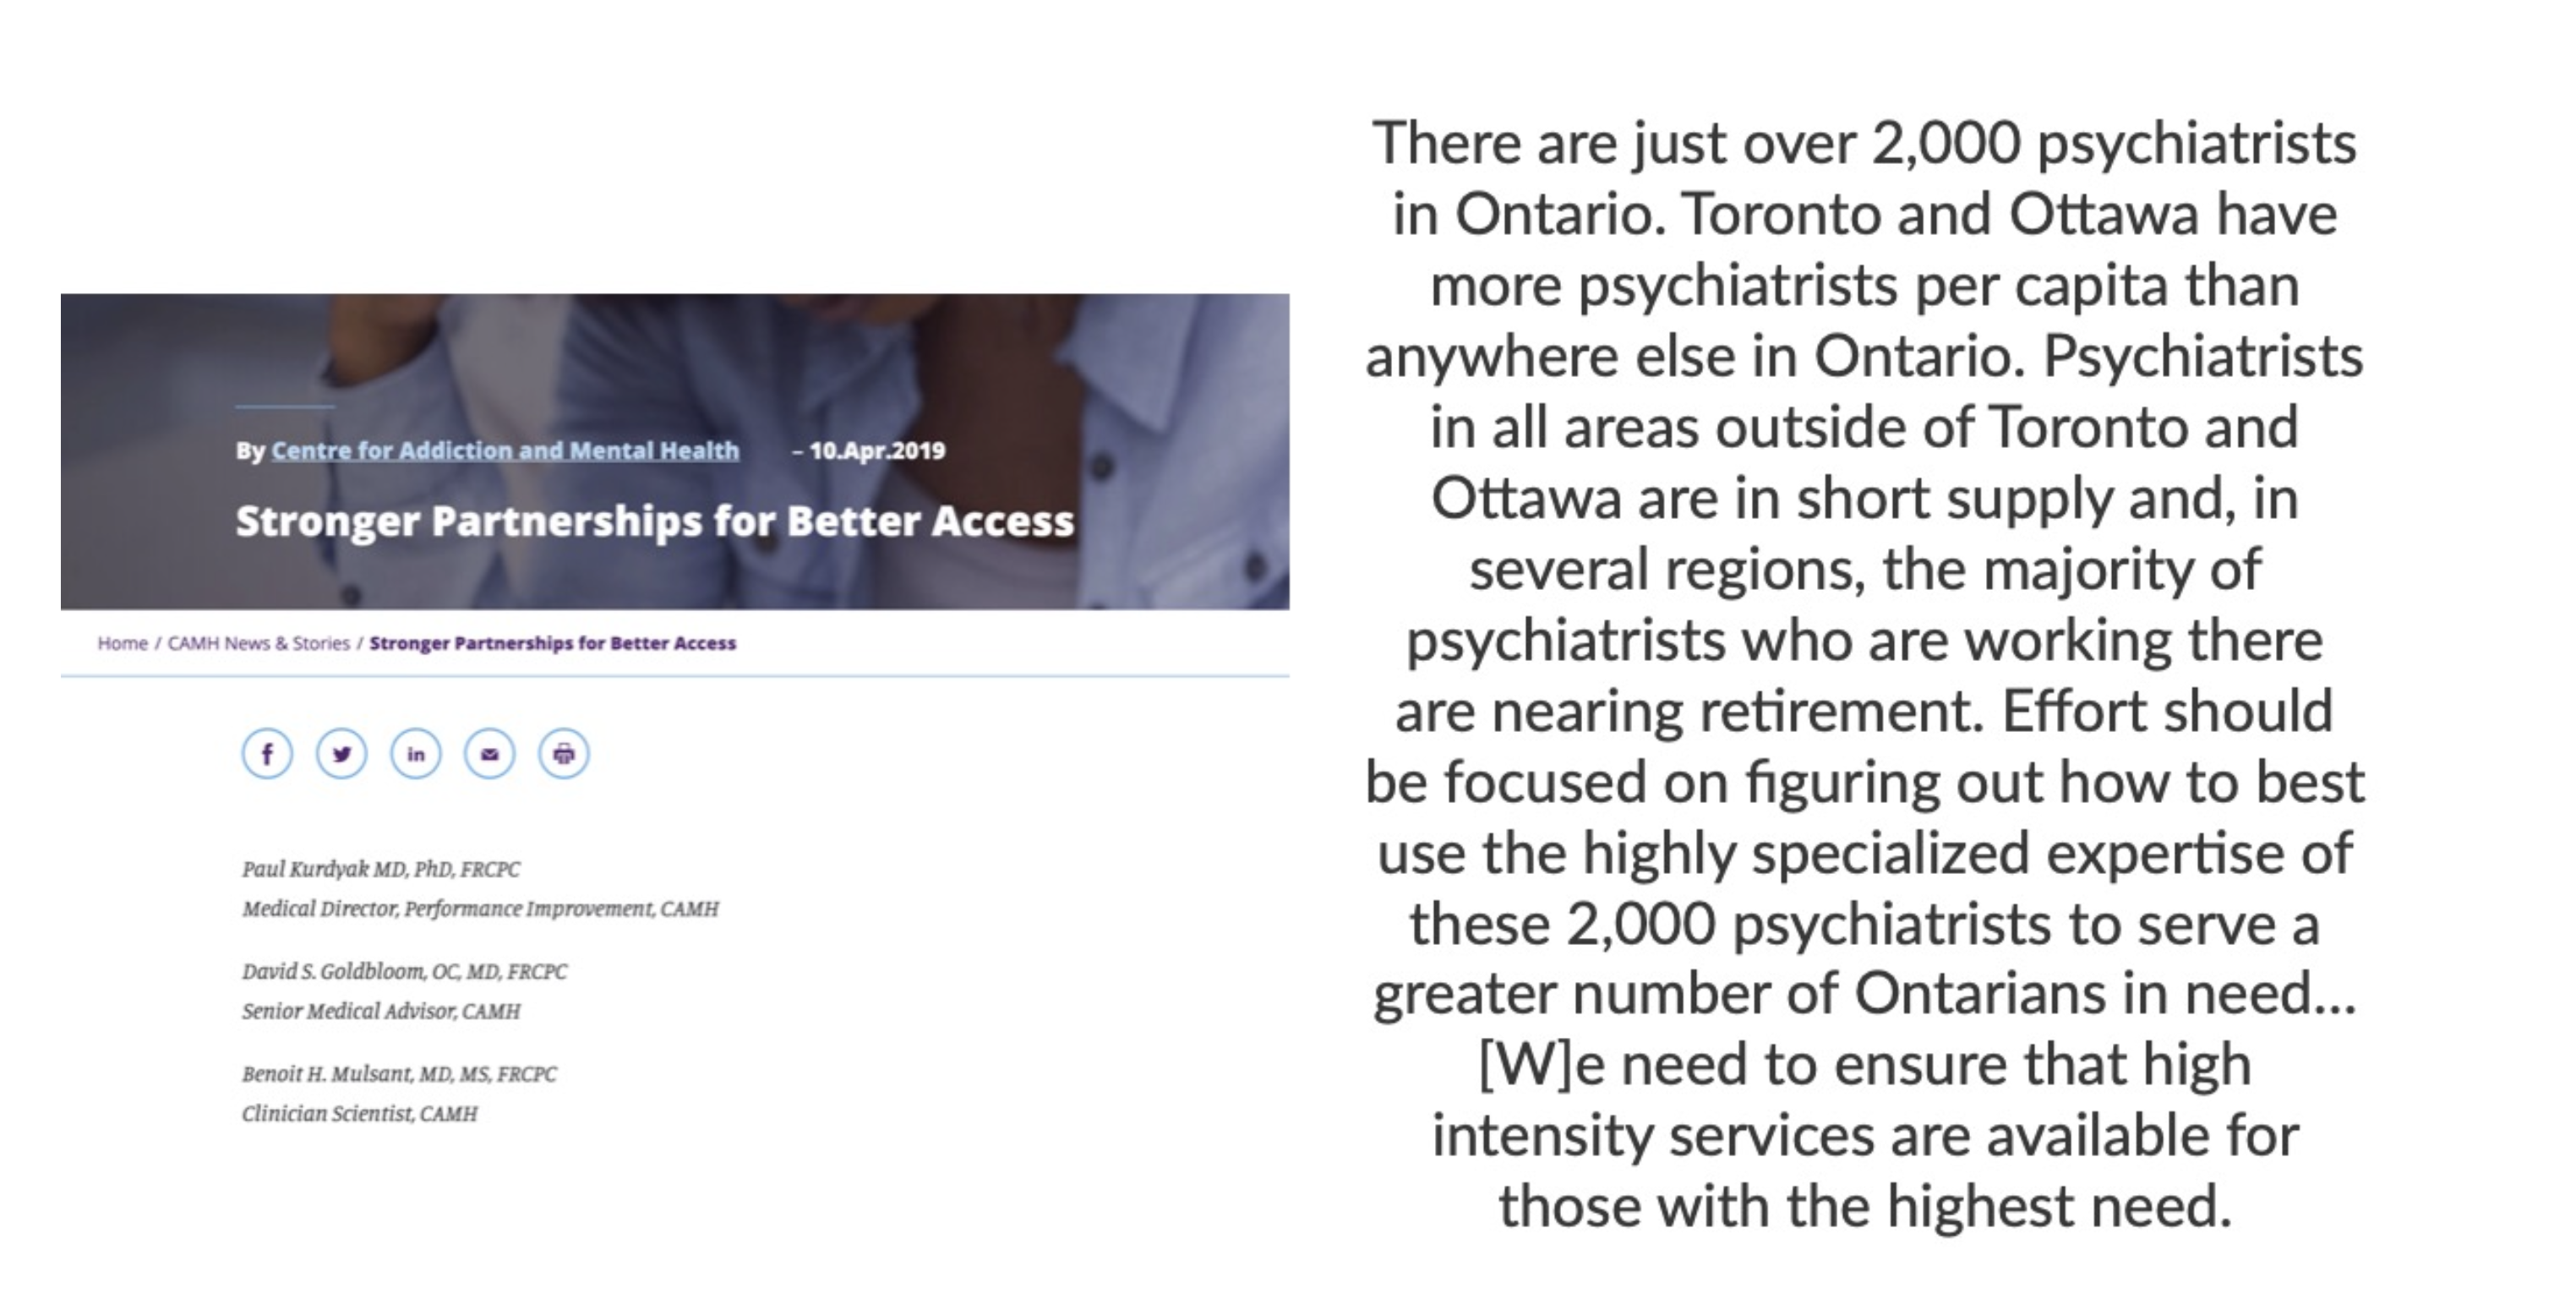 By Centre for Addiction and Mental Health – 10.Apr.2019
Stronger Partnerships for Better Access
Home / CAMH News & Stories / Stronger Partnerships for Better Access
f in
Paul Kurdyak MD, PhD, FRCPC
Medical Director, Performance Improvement, CAMH
David S. Goldbloom, OC, MD, FRCPC
Senior Medical Advisor, CAMH
Benoit H. Mulsant, MD, MS, FRCPC
Clinician Scientist, CAMH
There are just over 2,000 psychiatrists
in Ontario. Toronto and Ottawa have
more psychiatrists per capita than
anywhere else in Ontario. Psychiatrists
in all areas outside of Toronto and
Ottawa are in short supply and, in
several regions, the majority of
psychiatrists who are working there
are nearing retirement. Effort should
be focused on figuring out how to best
use the highly specialized expertise of
these 2,000 psychiatrists to serve a
greater number of Ontarians in need...
[W]e need to ensure that high
intensity services are available for
those with the highest need.